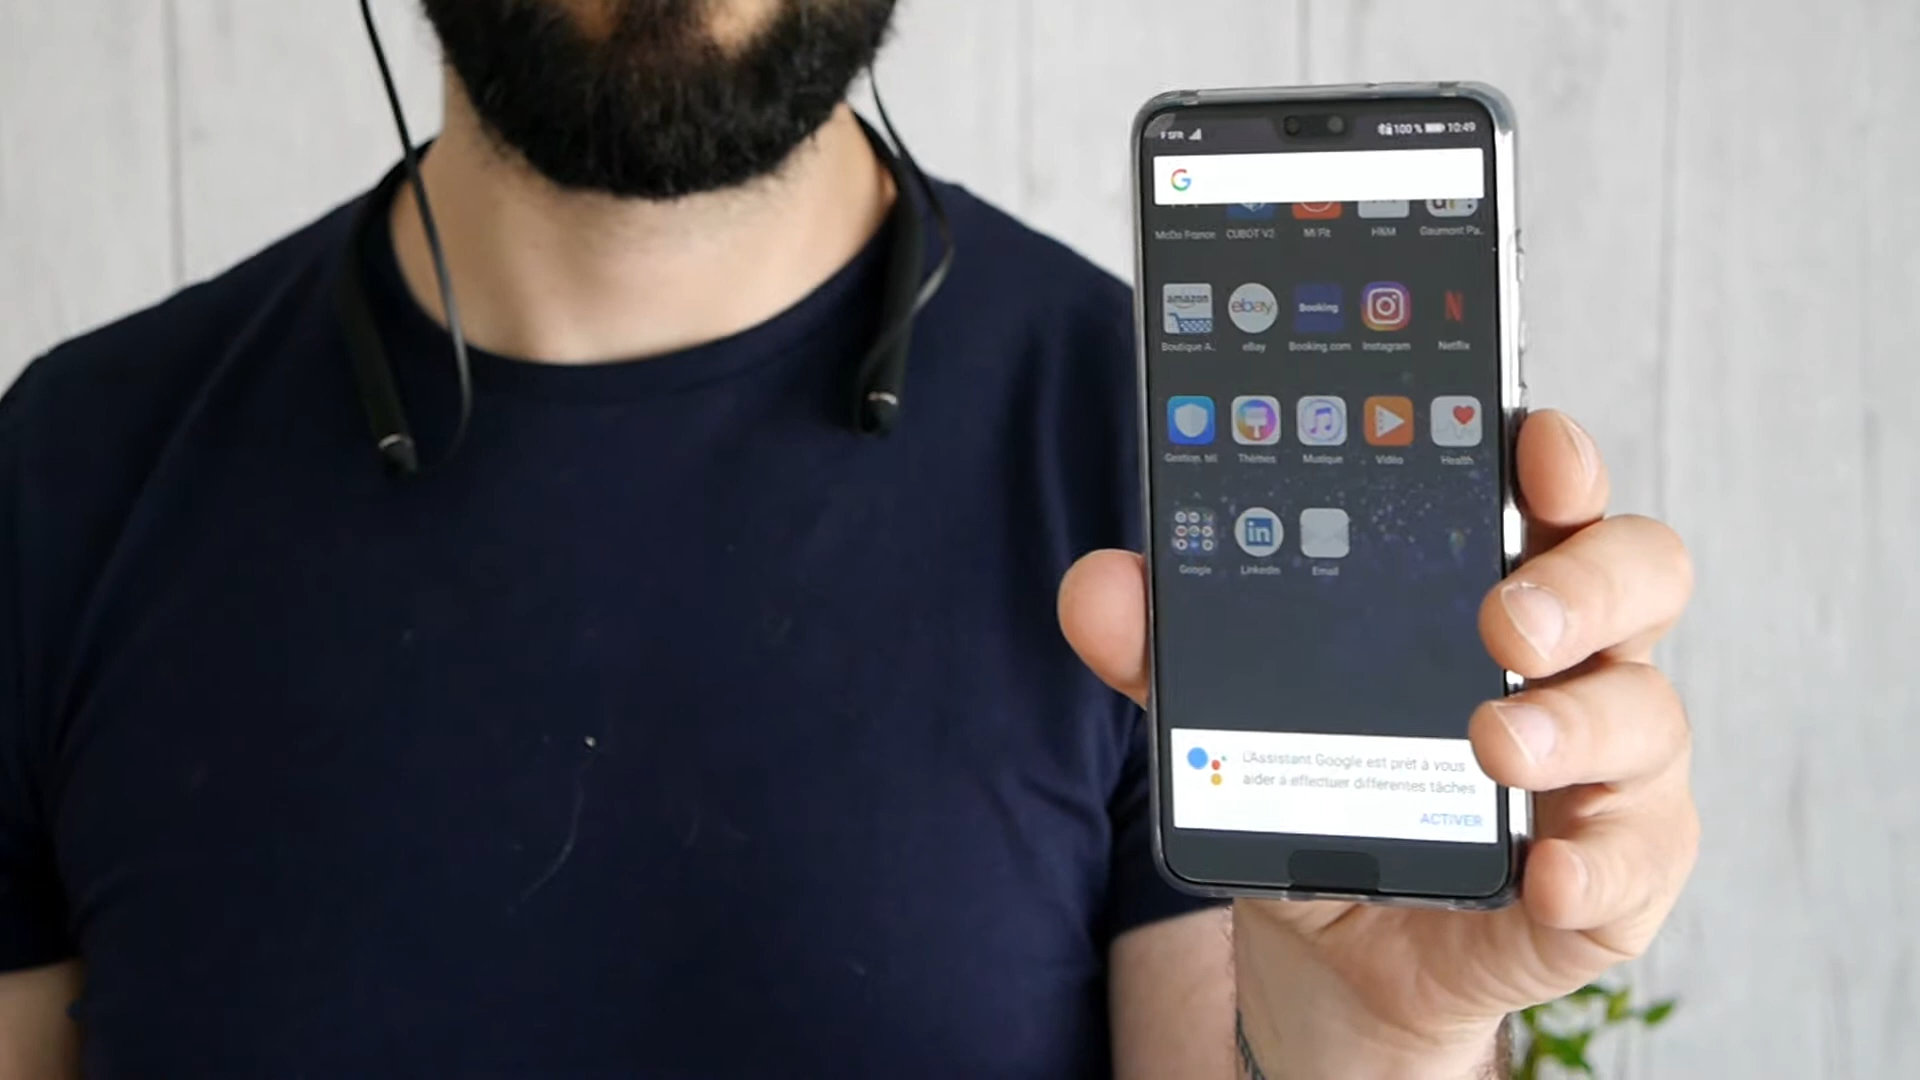 SFR 100 % 10:49
G
McDo France CUBOT V2 Mi Fit H&M Gaumont Pa..
amazon ebay Booking N
Boutique A.. eBay Booking.com Instagram Netflix
Gestion. tél Thèmes Musique Vidéo Health
in
Google LinkedIn Email
L'Assistant Google est prêt à vous
aider à effectuer différentes tâches
ACTIVER